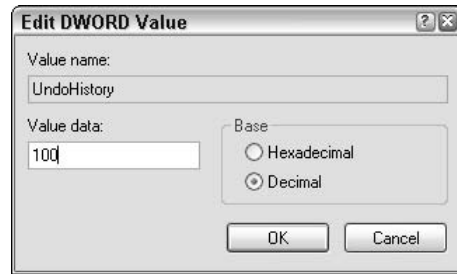 Edit DWORD Value
Value name:
UndoHistory
Value data:
100
Base
Hexadecimal
Decimal
OK
Cancel